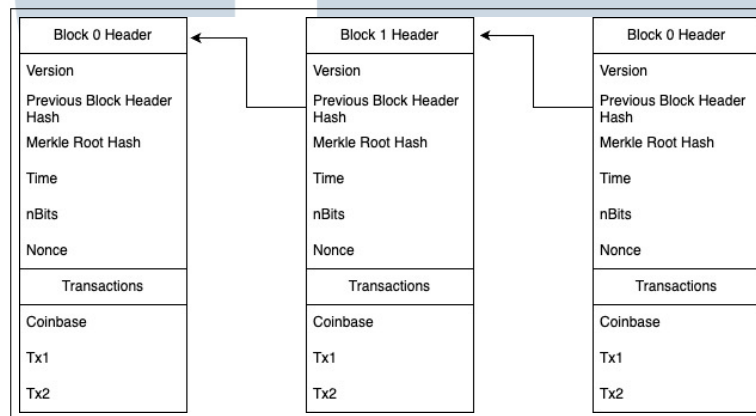 Block 0 Header
Version
Previous Block Header
Hash
Merkle Root Hash
Time
nBits
Nonce
Transactions
Coinbase
Tx1
Tx2
Block 1 Header
Version
Previous Block Header
Hash
Merkle Root Hash
Time
nBits
Nonce
Transactions
Coinbase
Tx1
Tx2
Block 0 Header
Version
Previous Block Header
Hash
Merkle Root Hash
Time
nBits
Nonce
Transactions
Coinbase
Tx1
Tx2